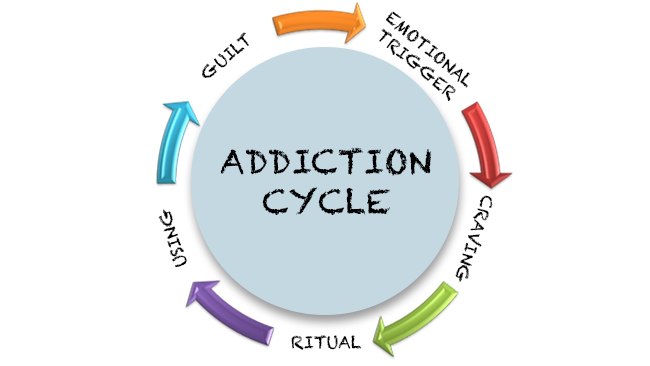 ADDICTION
CYCLE
EMOTIONAL
TRIGGER
CRAVING
RITUAL
USING
GUILT